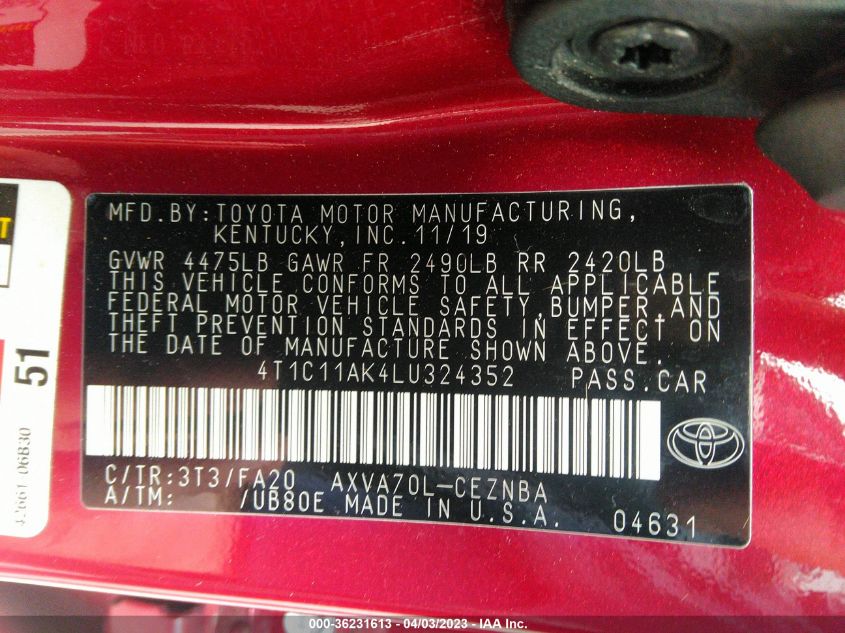 MFD.BY:TOYOTA MOTOR MANUFACTURING,
KENTUCKY,INC.11/19
GVWR 4475LB GAWR FR 2490LB RR 2420LB
THIS VEHICLE CONFORMS TO ALL APPLICABLE
FEDERAL MOTOR VEHICLE SAFETY,BUMPER,AND
THEFT PREVENTION STANDARDS IN EFFECT ON
THE DATE OF MANUFACTURE SHOWN ABOVE.
4T1C11AK4LU324352 PASS.CAR
C/TR:3T3/FA20 AXVA70L-CEZNBA
A/TM: /UB80E MADE IN U.S.A. 04631
51
42661 06B30
000-36231613 - 04/03/2023 - IAA Inc.